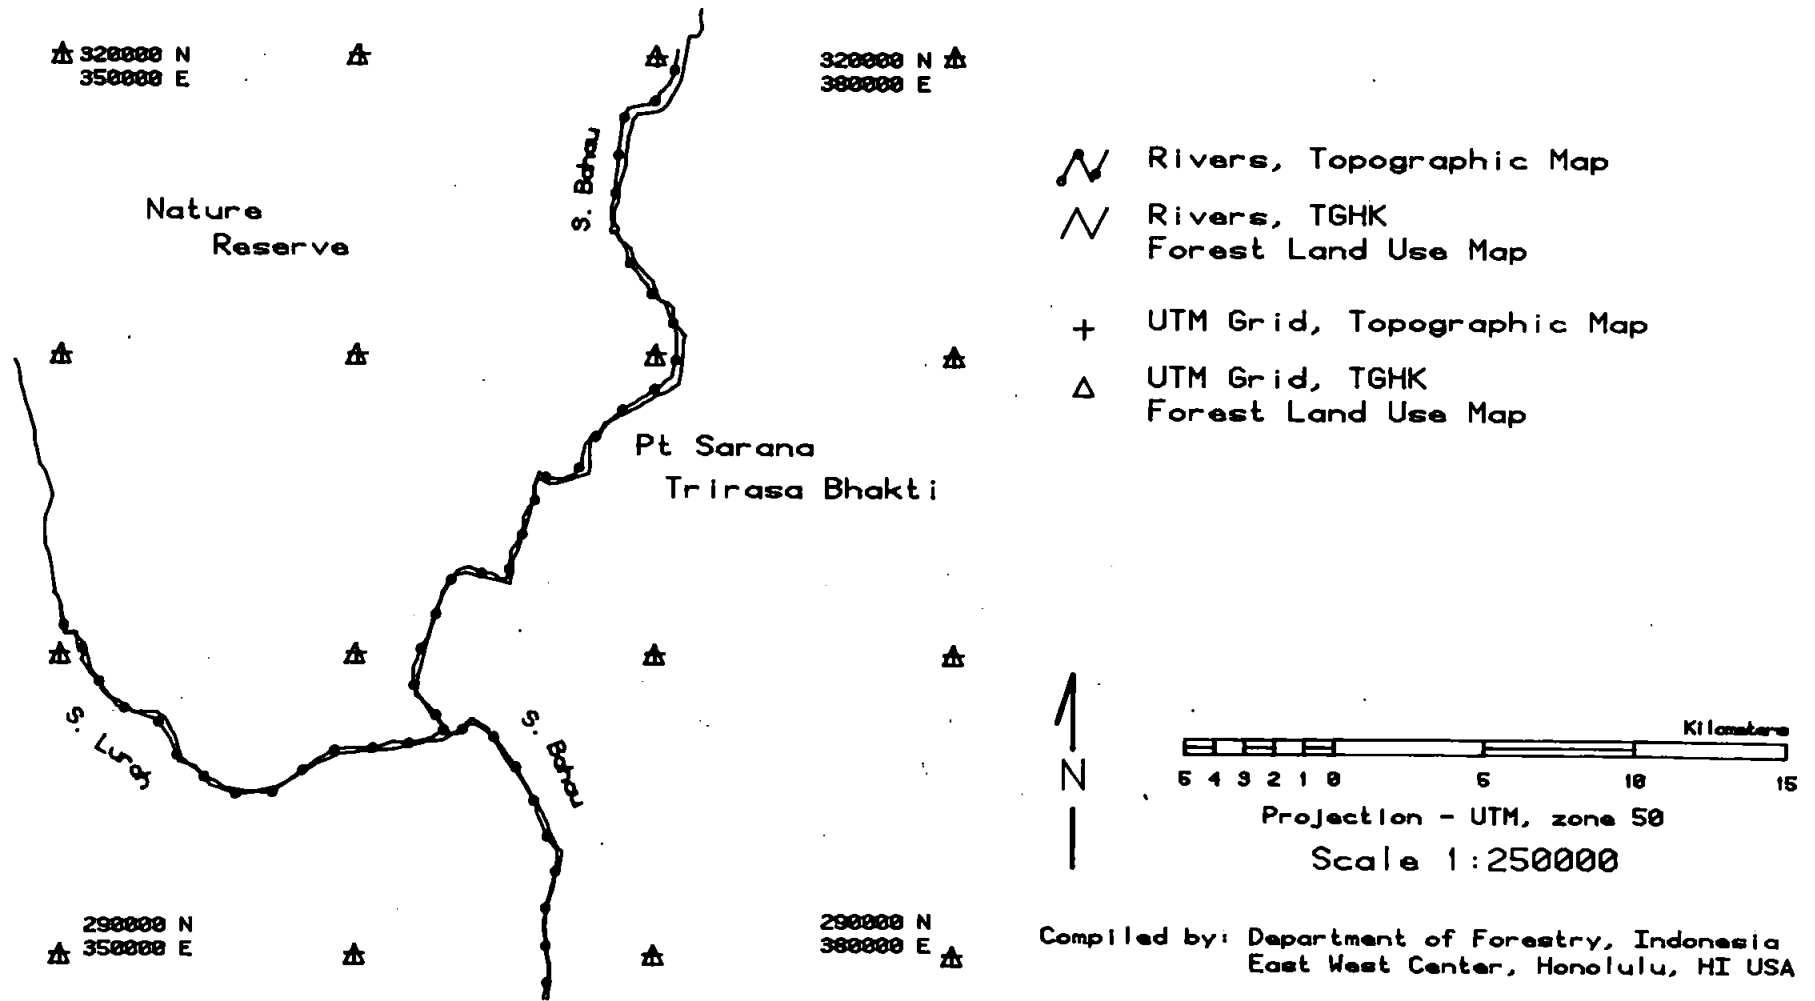 320000 N
350000 E
320000 N
380000 E
S. Bahau
Nature
Reserve
Pt Sarana
Trirasa Bhakti
S. Lurah
S. Bahau
290000 N
350000 E
290000 N
380000 E
Rivers, Topographic Map
Rivers, TGHK
Forest Land Use Map
UTM Grid, Topographic Map
UTM Grid, TGHK
Forest Land Use Map
N
Kilometers
5 4 3 2 1 0 5 10 15
Projection - UTM, zone 50
Scale 1:250000
Compiled by: Department of Forestry, Indonesia
East West Center, Honolulu, HI USA